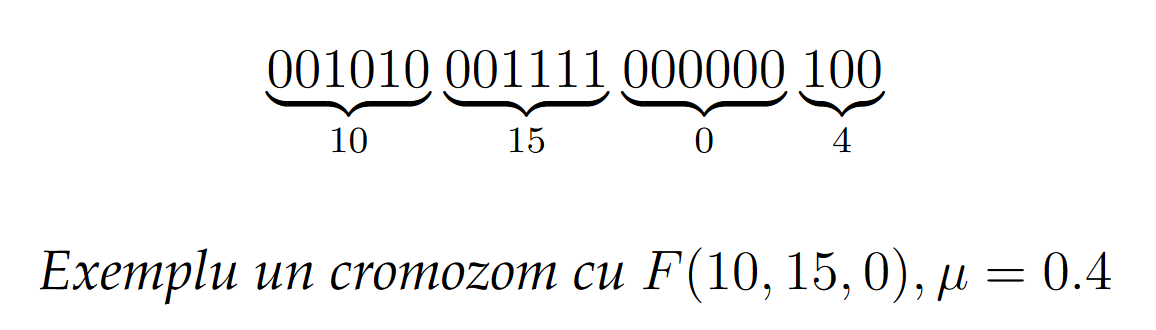 001010 001111 000000 100
10 15 0 4
Exemplu un cromozom cu F(10, 15, 0), μ = 0.4